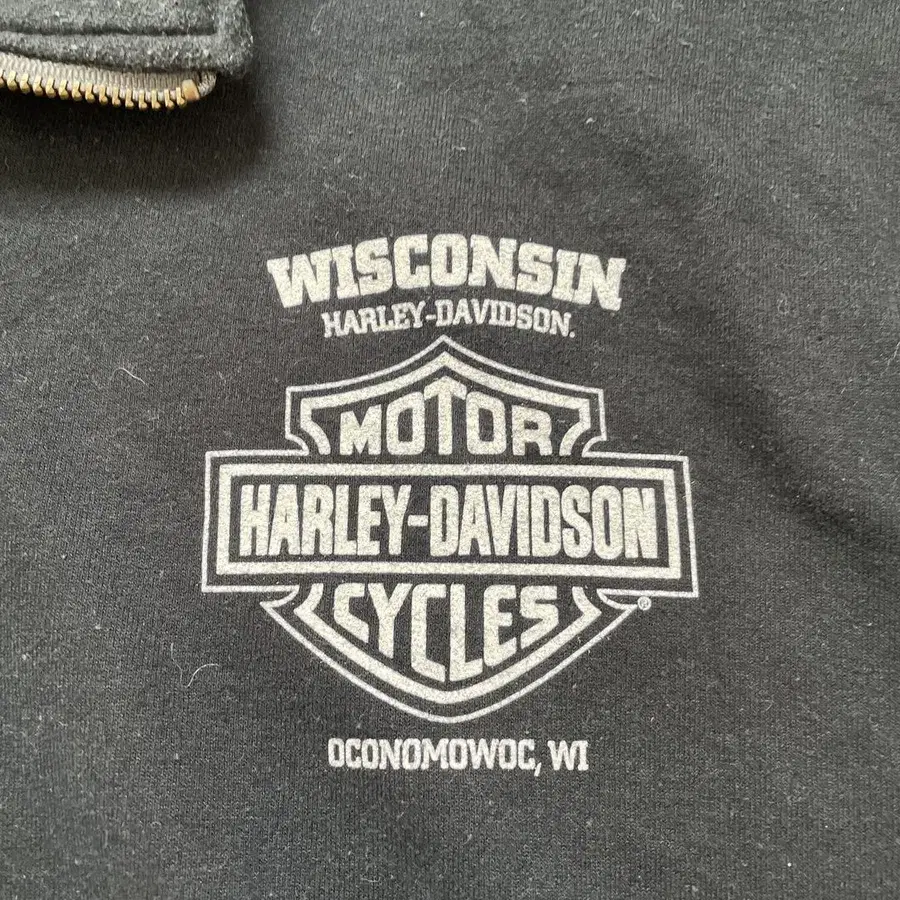 WISCONSIN
HARLEY-DAVIDSON.
MOTOR
HARLEY-DAVIDSON
CYCLES
®
OCONOMOWOC, WI